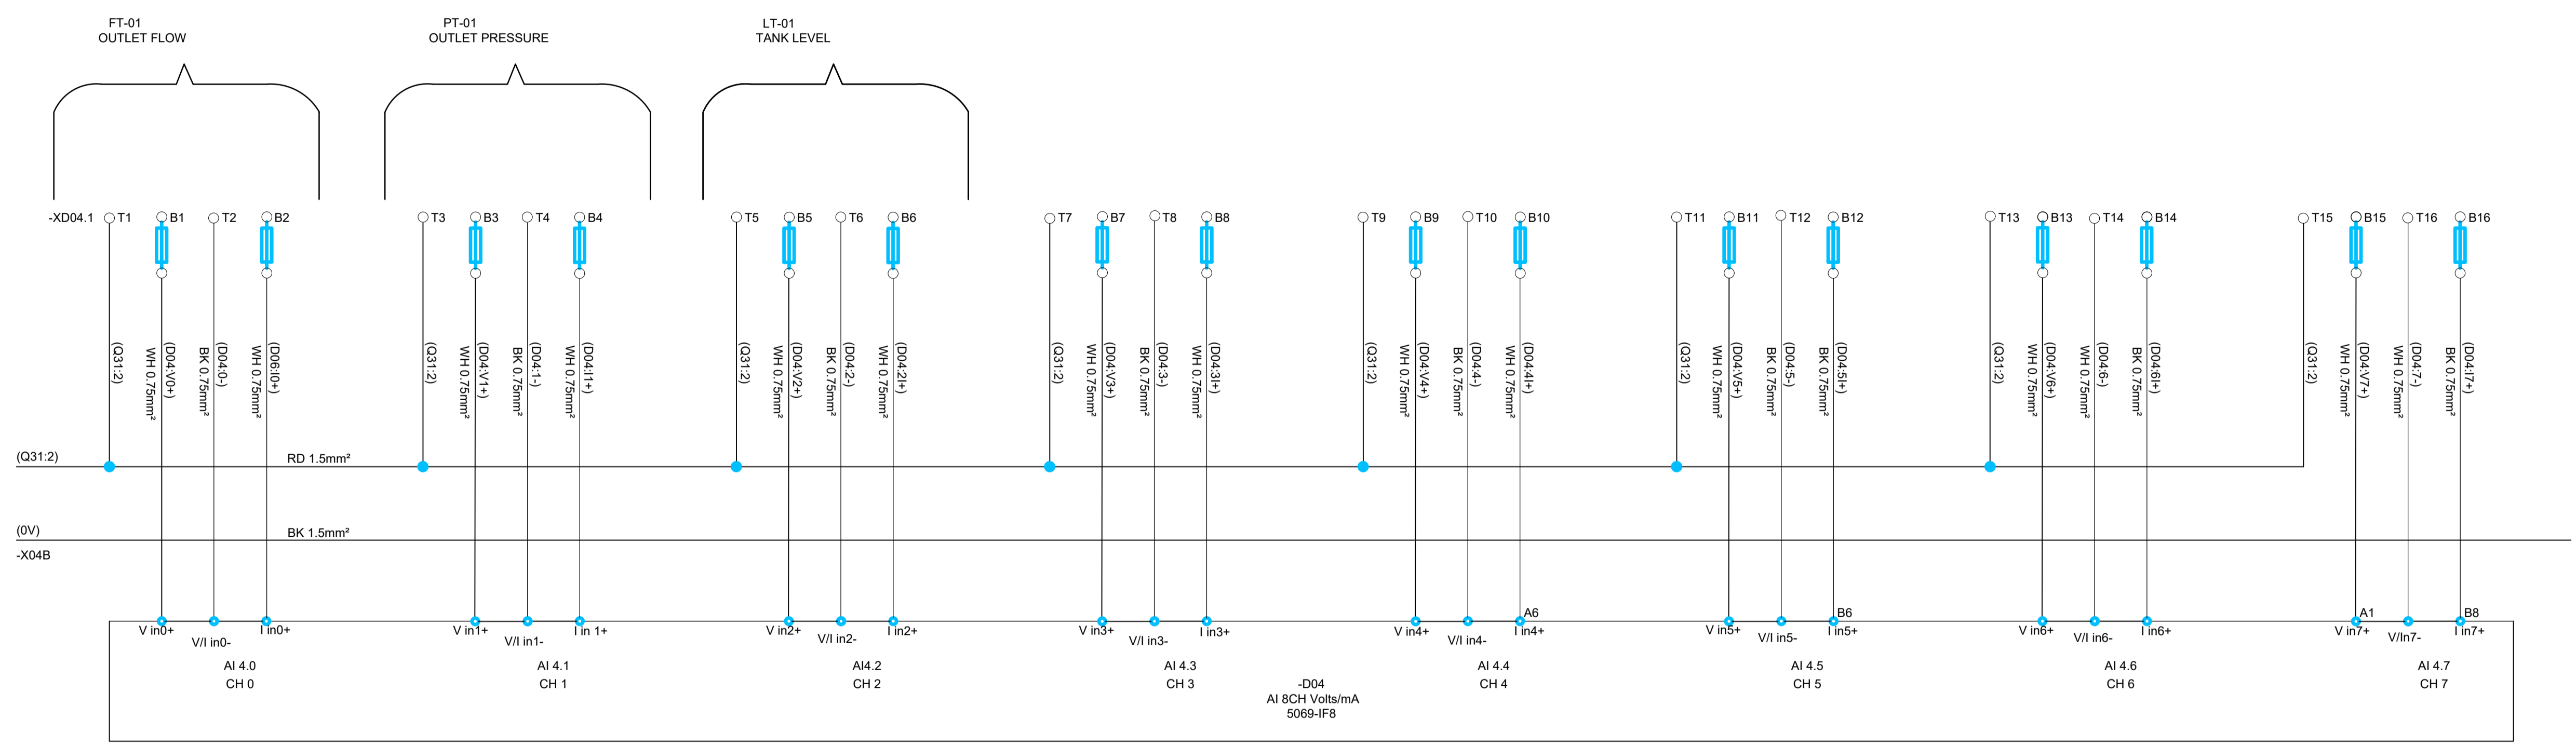 FT-01
OUTLET FLOW
PT-01
OUTLET PRESSURE
LT-01
TANK LEVEL
-XD04.1 T1 B1 T2 B2 T3 B3 T4 B4 T5 B5 T6 B6 T7 B7 T8 B8 T9 B9 T10 B10 T11 B11 T12 B12 T13 B13 T14 B14 T15 B15 T16 B16
(Q31:2)
WH 0.75mm²
(D04:V0+)
BK 0.75mm²
(D04:0-)
WH 0.75mm²
(D06:I0+)
(Q31:2)
WH 0.75mm²
(D04:V1+)
BK 0.75mm²
(D04:1-)
WH 0.75mm²
(D04:I1+)
(Q31:2)
WH 0.75mm²
(D04:V2+)
BK 0.75mm²
(D04:2-)
WH 0.75mm²
(D04:2I+)
(Q31:2)
WH 0.75mm²
(D04:V3+)
BK 0.75mm²
(D04:3-)
WH 0.75mm²
(D04:3I+)
(Q31:2)
WH 0.75mm²
(D04:V4+)
BK 0.75mm²
(D04:4-)
WH 0.75mm²
(D04:4I+)
(Q31:2)
WH 0.75mm²
(D04:V5+)
BK 0.75mm²
(D04:5-)
WH 0.75mm²
(D04:5I+)
(Q31:2)
WH 0.75mm²
(D04:V6+)
WH 0.75mm²
(D04:6-)
BK 0.75mm²
(D04:6I+)
(Q31:2)
WH 0.75mm²
(D04:V7+)
WH 0.75mm²
(D04:7-)
BK 0.75mm²
(D04:I7+)
(Q31:2) RD 1.5mm²
(0V) BK 1.5mm²
-X04B
A6 B6 A1 B8
V in0+ V/I in0- I in0+ V in1+ V/I in1- I in 1+ V in2+ V/I in2- I in2+ V in3+ V/I in3- I in3+ V in4+ V/I in4- I in4+ V in5+ V/I in5- I in5+ V in6+ V/I in6- I in6+ V in7+ V/In7- I in7+
AI 4.0 AI 4.1 AI4.2 AI 4.3 AI 4.4 AI 4.5 AI 4.6 AI 4.7
CH 0 CH 1 CH 2 CH 3 CH 4 CH 5 CH 6 CH 7
-D04
AI 8CH Volts/mA
5069-IF8